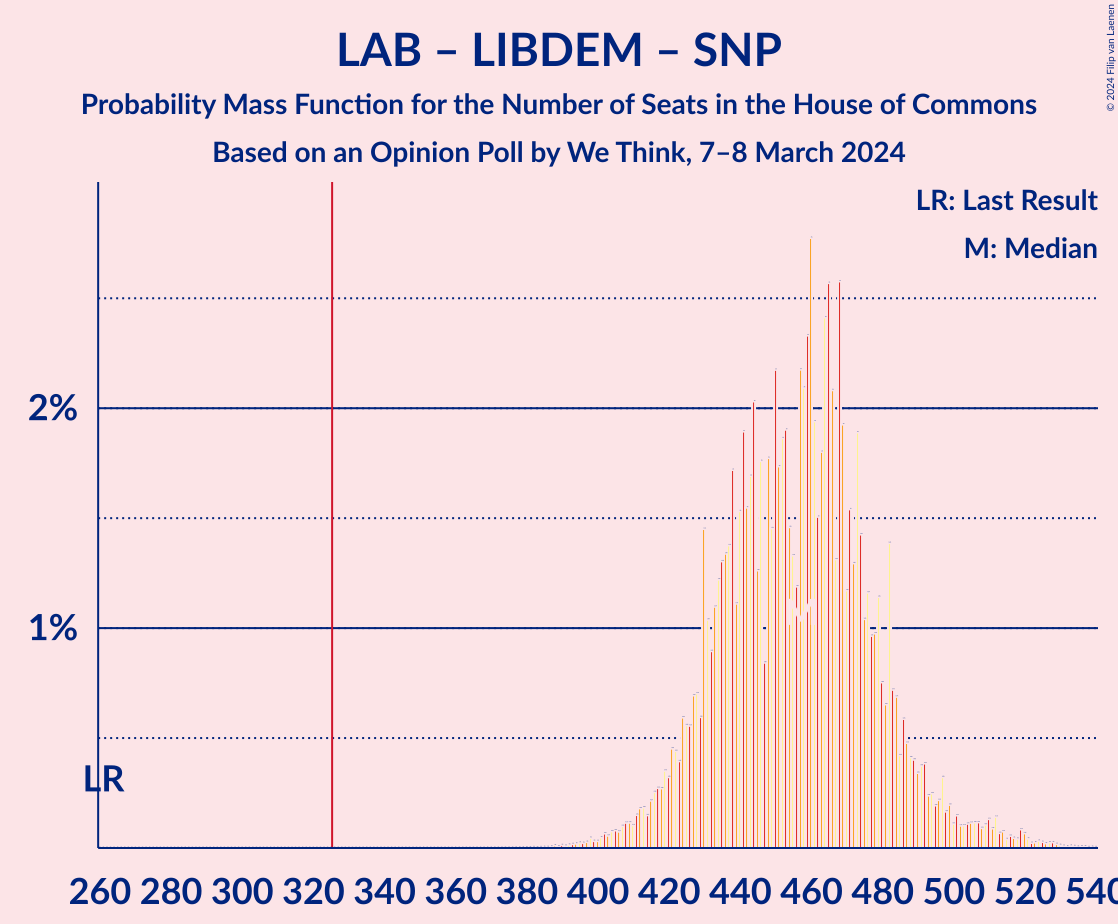 LAB – LIBDEM – SNP
Probability Mass Function for the Number of Seats in the House of Commons
Based on an Opinion Poll by We Think, 7–8 March 2024
© 2024 Filip van Laenen
LR: Last Result
M: Median
2%
1%
LR
260 280 300 320 340 360 380 400 420 440 460 480 500 520 540